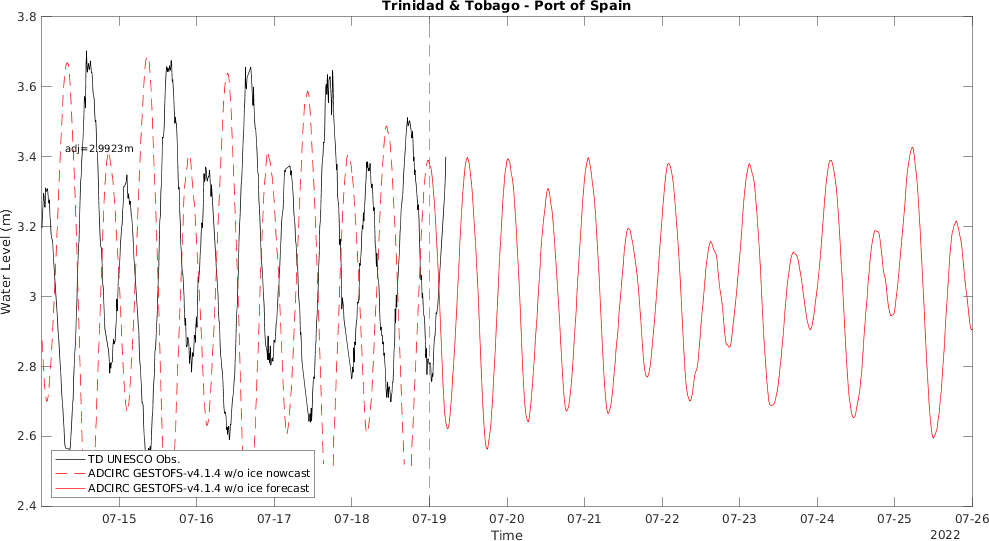 Trinidad & Tobago - Port of Spain
3.8
3.6
3.4
3.2
3
2.8
2.6
2.4
Water Level (m)
adj=2.9923m
TD UNESCO Obs.
ADCIRC GESTOFS-v4.1.4 w/o ice nowcast
ADCIRC GESTOFS-v4.1.4 w/o ice forecast
07-15 07-16 07-17 07-18 07-19 07-20 07-21 07-22 07-23 07-24 07-25 07-26
Time
2022